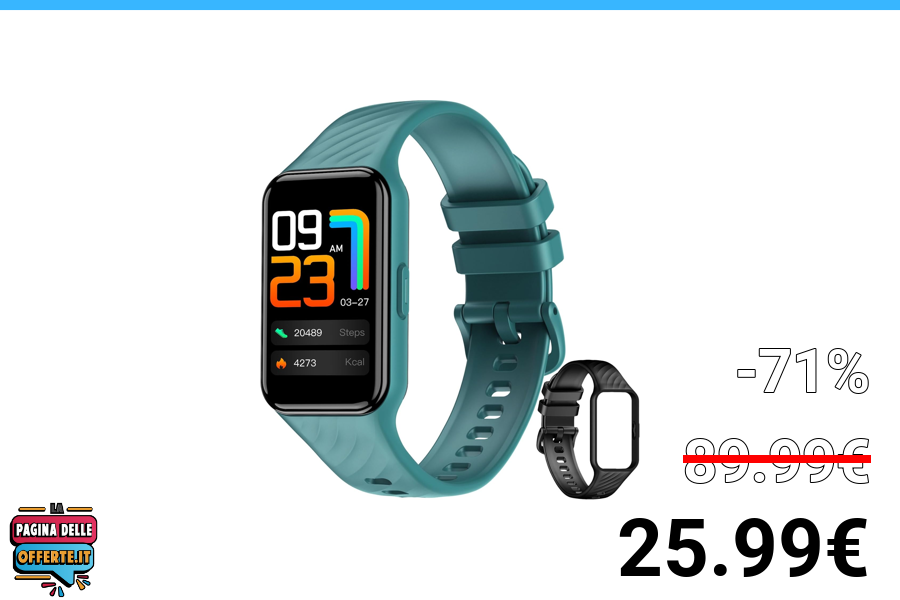 09
AM
23
03-27
20489 Steps
4273 Kcal
-71%
89.99€
25.99€
LA
PAGINA DELLE
OFFERTE.IT